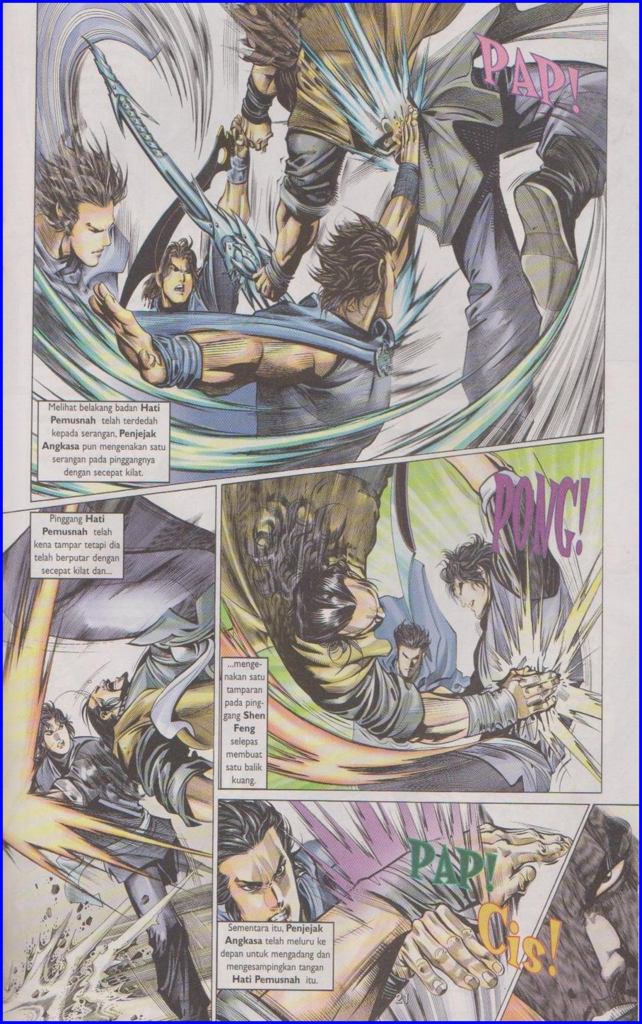 PAP!
Melihat belakang badan Hati
Pemusnah telah terdedah
kepada serangan, Penjejak
Angkasa pun mengenakan satu
serangan pada pinggangnya
dengan secepat kilat.
Pinggang Hati
Pemusnah telah
kena tampar tetapi dia
telah berputar dengan
secepat kilat dan...
PONG!
...menge-
nakan satu
tamparan
pada ping-
gang Shen
Feng
selepas
membuat
satu balik
kuang.
PAP!
Cis!
Sementara itu, Penjejak
Angkasa telah meluru ke
depan untuk mengadang dan
mengesampingkan tangan
Hati Pemusnah itu.